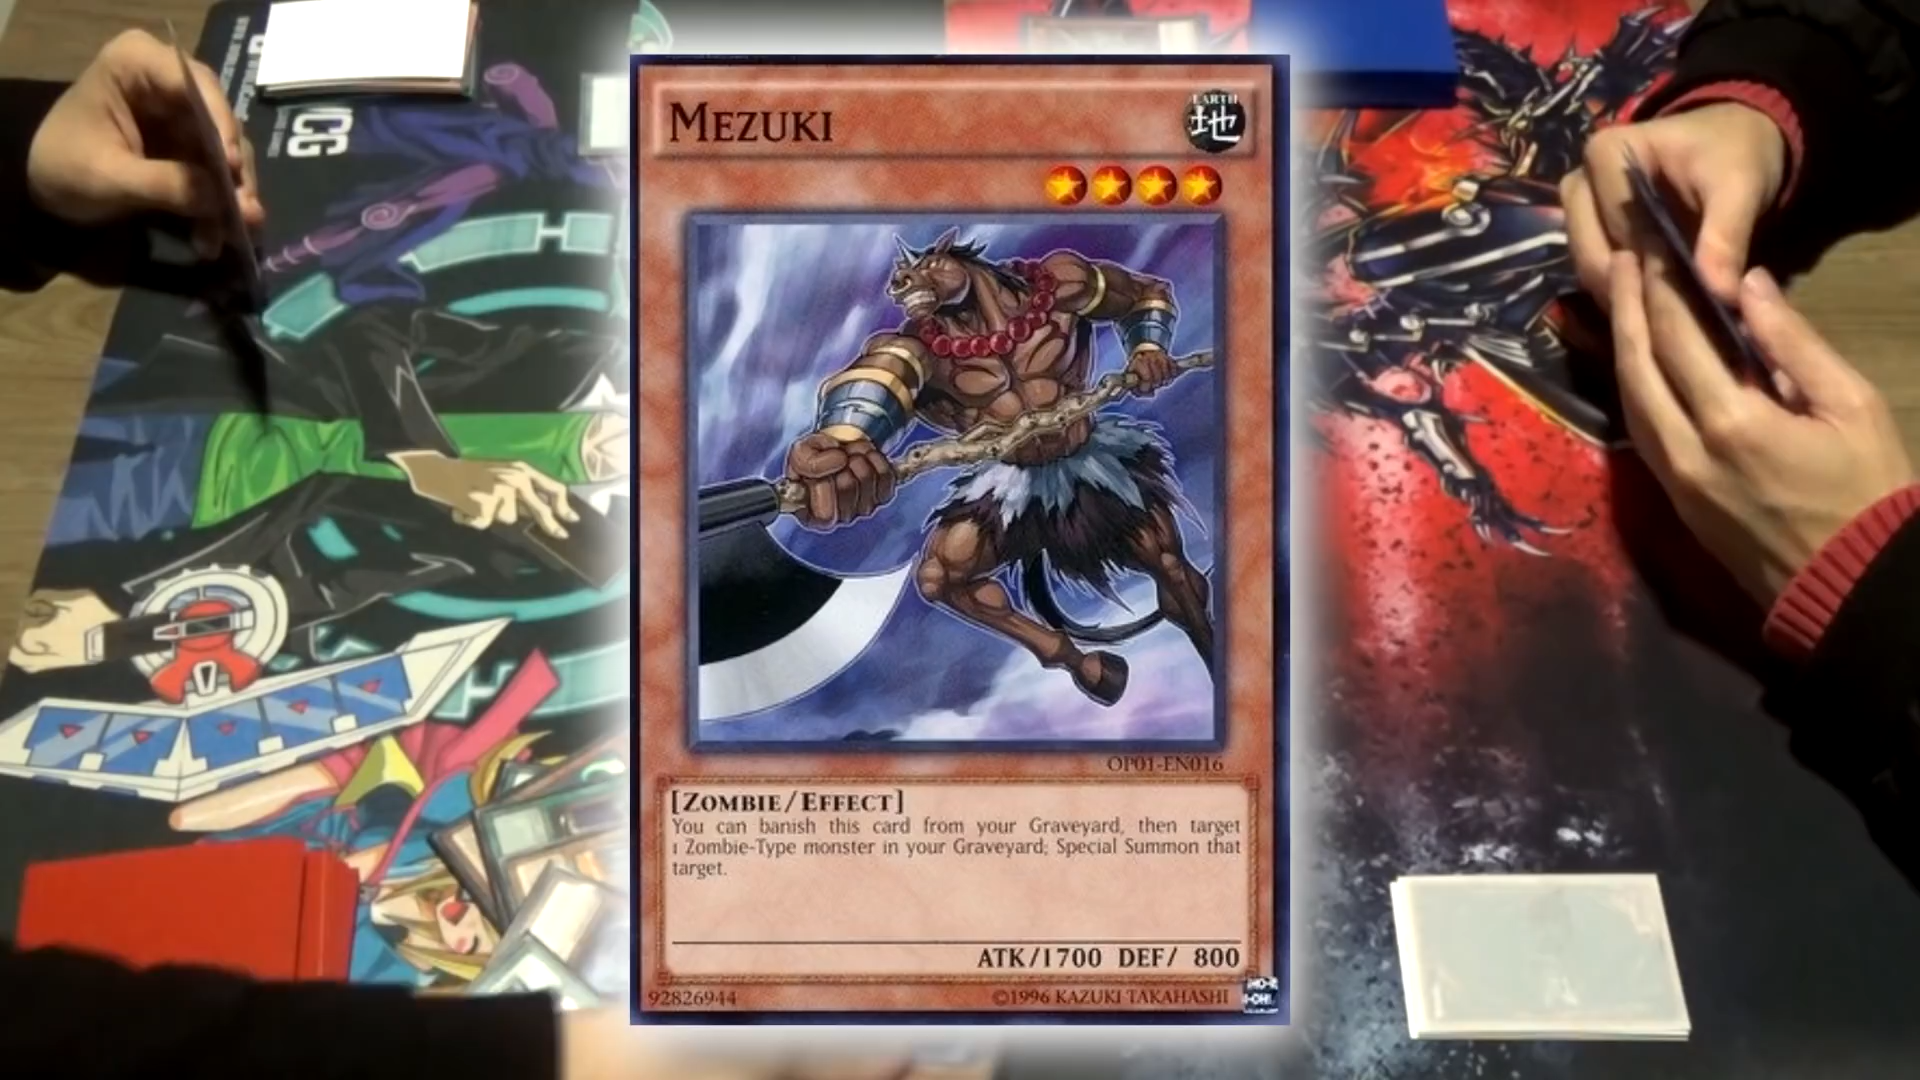 MEZUKI
EARTH
地
OP01-EN016
[ZOMBIE/EFFECT]
You can banish this card from your Graveyard, then target
1 Zombie-Type monster in your Graveyard; Special Summon that
target.
ATK/1700 DEF/ 800
92826944
©1996 KAZUKI TAKAHASHI